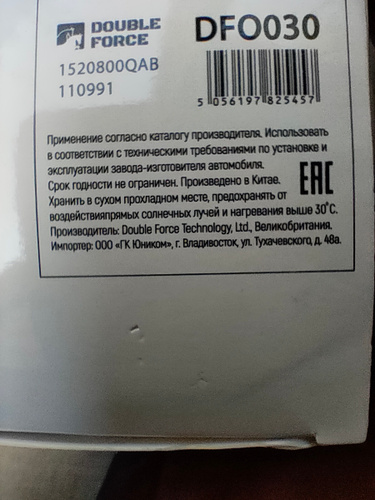 DOUBLE
FORCE
DFO030
1520800QAB
110991
5 056197 825457
Применение согласно каталогу производителя. Использовать
в соответствии с техническими требованиями по установке и
эксплуатации завода-изготовителя автомобиля.
Срок годности не ограничен. Произведено в Китае.
Хранить в сухом прохладном месте, предохранять от
воздействияпрямых солнечных лучей и нагревания выше 30°С.
Производитель: Double Force Technology, Ltd., Великобритания.
Импортер: ООО «ГК Юником», г. Владивосток, ул. Тухачевского, д. 48а.
EAC